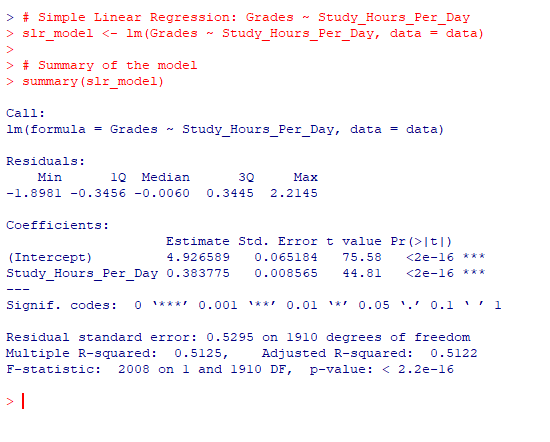 > # Simple Linear Regression: Grades ~ Study_Hours_Per_Day
> slr_model <- lm(Grades ~ Study_Hours_Per_Day, data = data)
>
> # Summary of the model
> summary(slr_model)

Call:
lm(formula = Grades ~ Study_Hours_Per_Day, data = data)

Residuals:
    Min      1Q  Median      3Q     Max
-1.8981 -0.3456 -0.0060  0.3445  2.2145

Coefficients:
                    Estimate Std. Error t value Pr(>|t|)
(Intercept)         4.926589   0.065184   75.58   <2e-16 ***
Study_Hours_Per_Day 0.383775   0.008565   44.81   <2e-16 ***
---
Signif. codes:  0 ‘***’ 0.001 ‘**’ 0.01 ‘*’ 0.05 ‘.’ 0.1 ‘ ’ 1

Residual standard error: 0.5295 on 1910 degrees of freedom
Multiple R-squared:  0.5125,    Adjusted R-squared:  0.5122
F-statistic:  2008 on 1 and 1910 DF,  p-value: < 2.2e-16

>